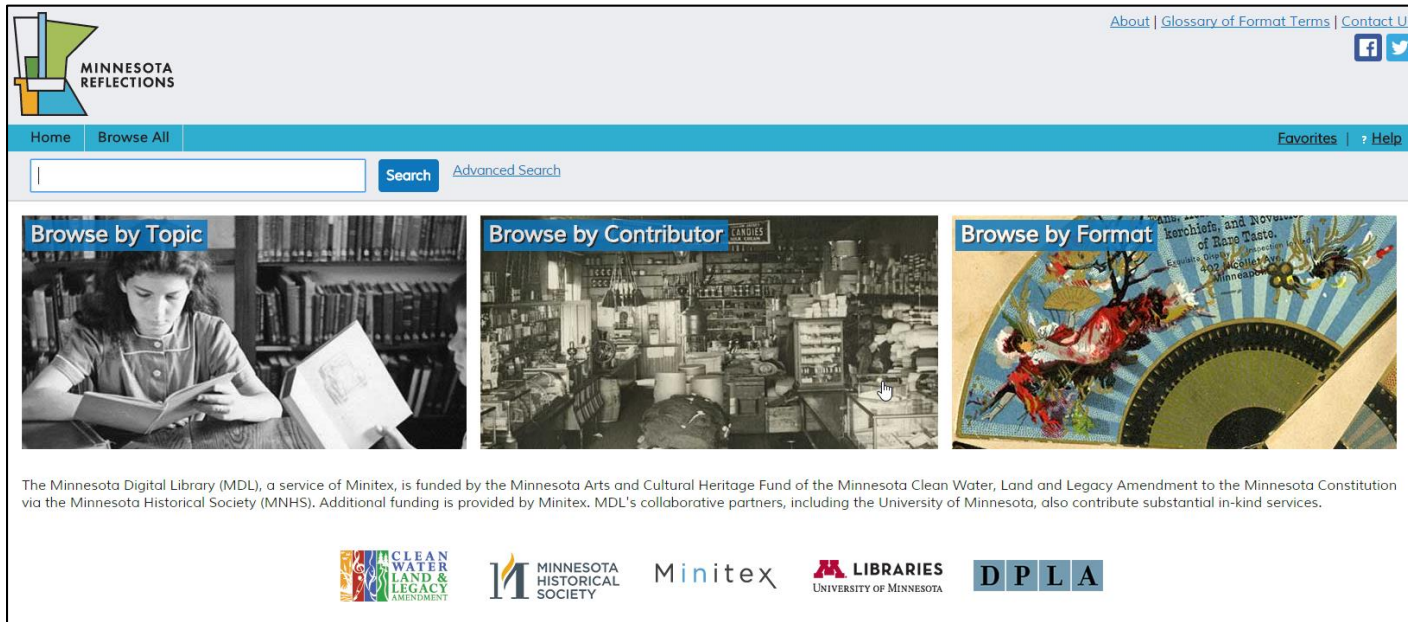 About | Glossary of Format Terms | Contact U
MINNESOTA
REFLECTIONS
Home Browse All Favorites | ? Help
Search Advanced Search
Browse by Topic
Browse by Contributor
CANDIES
Browse by Format
kerchiefs, and Novelties
of Rare Taste.
402 Nicollet Ave.
Minneapol
The Minnesota Digital Library (MDL), a service of Minitex, is funded by the Minnesota Arts and Cultural Heritage Fund of the Minnesota Clean Water, Land and Legacy Amendment to the Minnesota Constitution
via the Minnesota Historical Society (MNHS). Additional funding is provided by Minitex. MDL's collaborative partners, including the University of Minnesota, also contribute substantial in-kind services.
CLEAN
WATER
LAND &
LEGACY
AMENDMENT
MINNESOTA
HISTORICAL
SOCIETY
Minitex
M LIBRARIES
UNIVERSITY OF MINNESOTA
D P L A